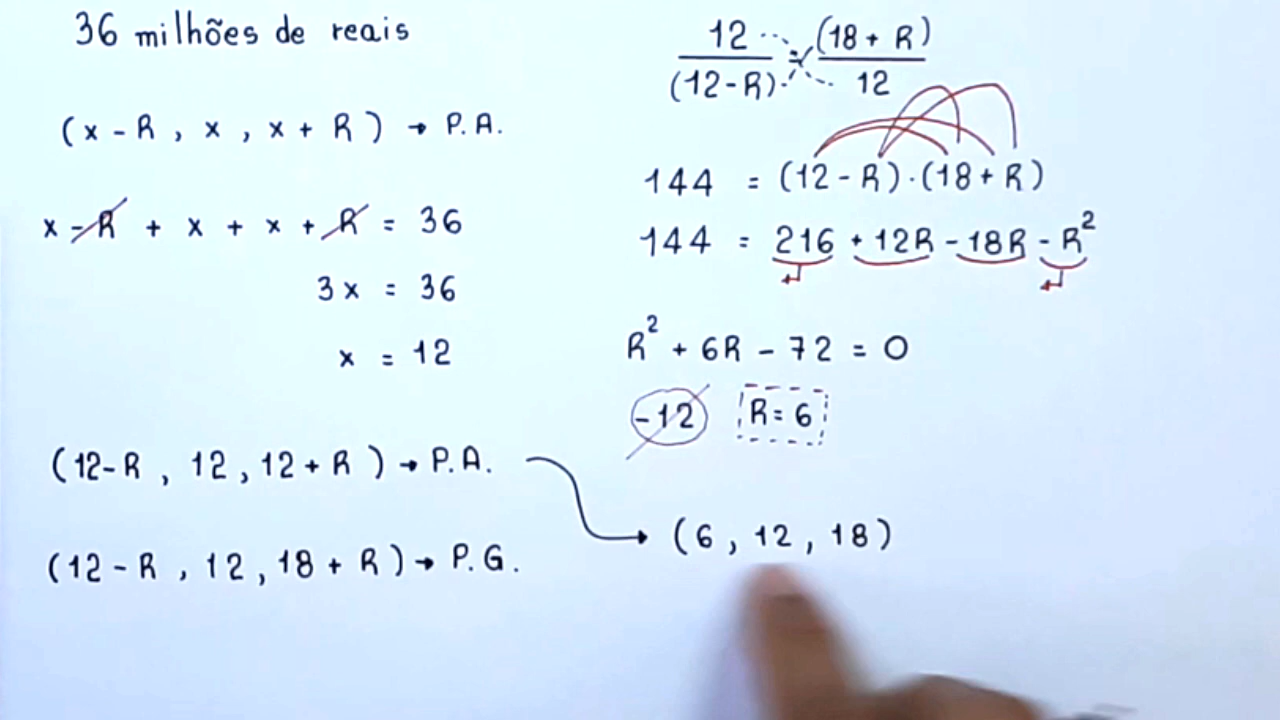 36 milhões de reais
(x - R , x , x + R) → P.A.
x - R + x + x + R = 36
3x = 36
x = 12
(12-R , 12 , 12 + R) → P.A.
(12 - R , 12 , 18 + R) → P.G.
12/(12-R) = (18 + R)/12
144 = (12 - R) · (18 + R)
144 = 216 + 12R - 18R - R²
R² + 6R - 72 = 0
-12 R = 6
(6 , 12 , 18)